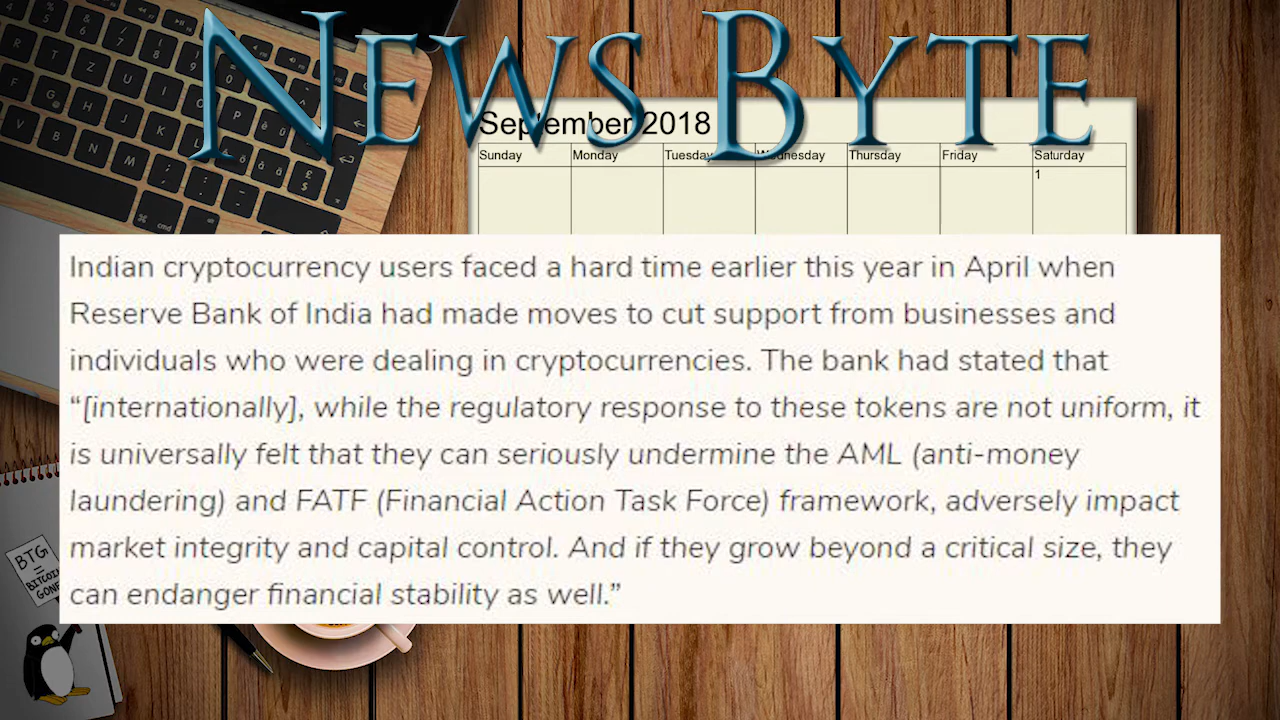 News Byte
September 2018
Sunday Monday Tuesday Wednesday Thursday Friday Saturday
1
Indian cryptocurrency users faced a hard time earlier this year in April when
Reserve Bank of India had made moves to cut support from businesses and
individuals who were dealing in cryptocurrencies. The bank had stated that
“[internationally], while the regulatory response to these tokens are not uniform, it
is universally felt that they can seriously undermine the AML (anti-money
laundering) and FATF (Financial Action Task Force) framework, adversely impact
market integrity and capital control. And if they grow beyond a critical size, they
can endanger financial stability as well.”
BTG
=
BITCOIN
GONE